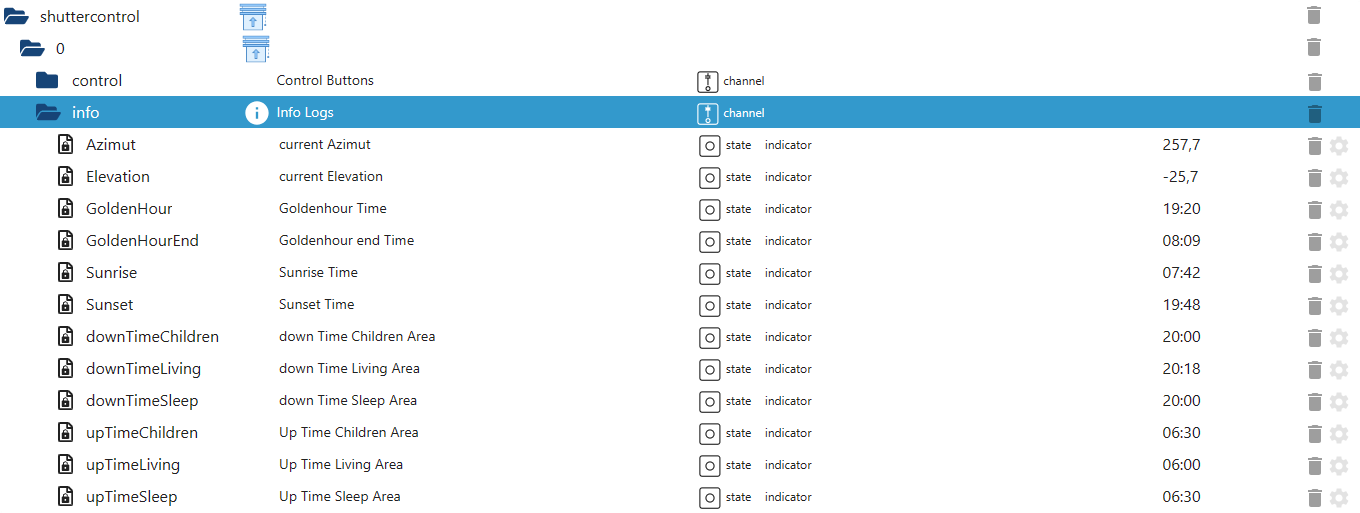 shuttercontrol
0
control Control Buttons channel
info Info Logs channel
Azimut current Azimut state indicator 257,7
Elevation current Elevation state indicator -25,7
GoldenHour Goldenhour Time state indicator 19:20
GoldenHourEnd Goldenhour end Time state indicator 08:09
Sunrise Sunrise Time state indicator 07:42
Sunset Sunset Time state indicator 19:48
downTimeChildren down Time Children Area state indicator 20:00
downTimeLiving down Time Living Area state indicator 20:18
downTimeSleep down Time Sleep Area state indicator 20:00
upTimeChildren Up Time Children Area state indicator 06:30
upTimeLiving Up Time Living Area state indicator 06:00
upTimeSleep Up Time Sleep Area state indicator 06:30